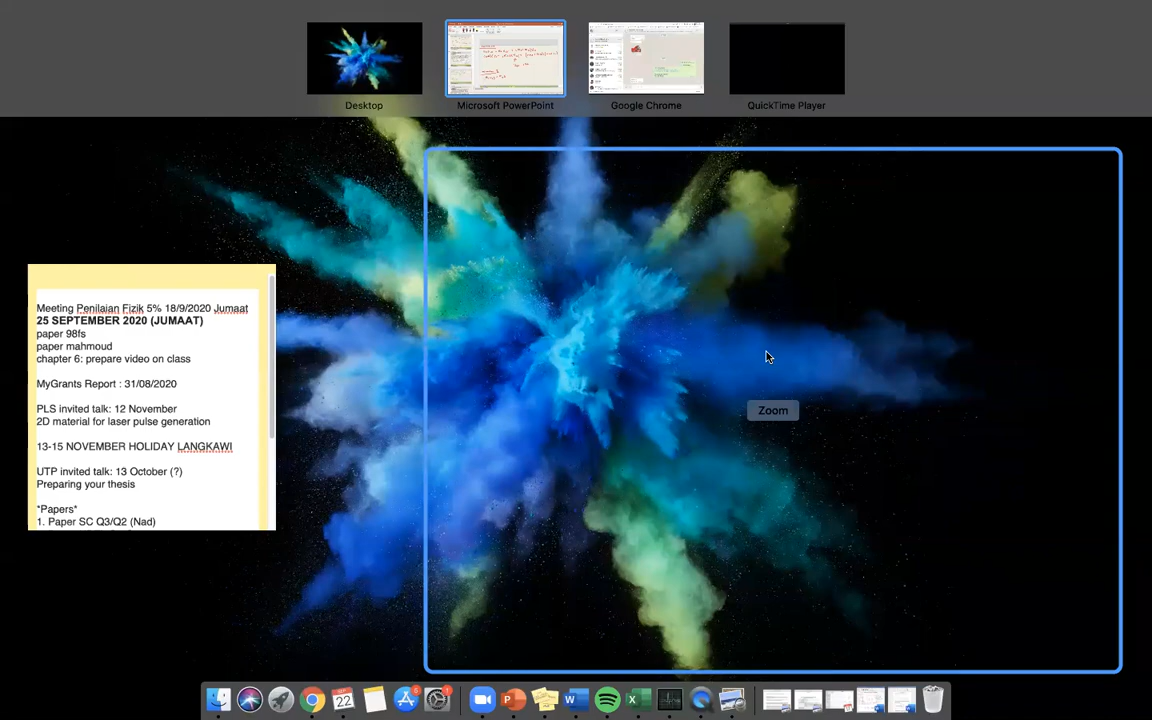 Desktop
Microsoft PowerPoint
Google Chrome
QuickTime Player
Zoom
Meeting Penilaian Fizik 5% 18/9/2020 Jumaat
25 SEPTEMBER 2020 (JUMAAT)
paper 98fs
paper mahmoud
chapter 6: prepare video on class
MyGrants Report : 31/08/2020
PLS invited talk: 12 November
2D material for laser pulse generation
13-15 NOVEMBER HOLIDAY LANGKAWI
UTP invited talk: 13 October (?)
Preparing your thesis
*Papers*
1. Paper SC Q3/Q2 (Nad)
22